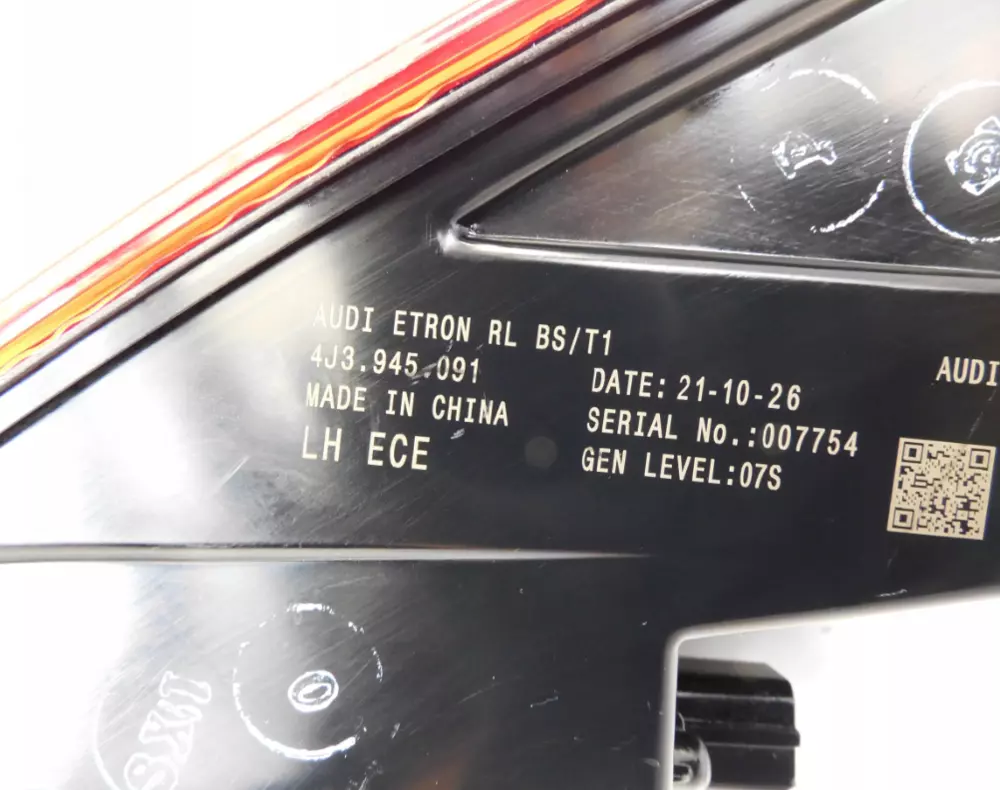 AUDI ETRON RL BS/T1
4J3.945.091
MADE IN CHINA
LH ECE
DATE: 21-10-26
SERIAL No.:007754
GEN LEVEL:07S
AUDI
0